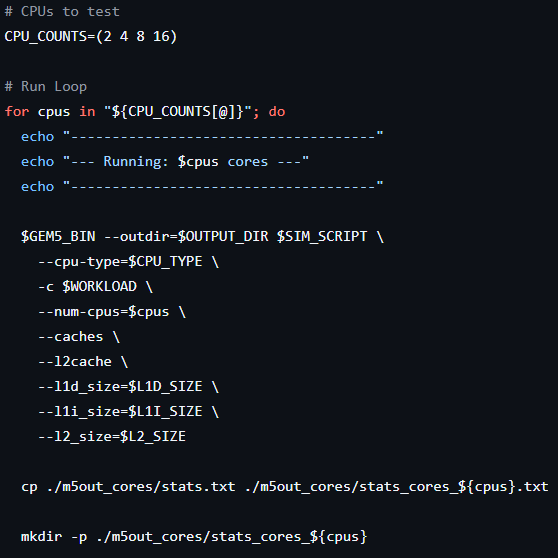 # CPUs to test
CPU_COUNTS=(2 4 8 16)
# Run Loop
for cpus in "${CPU_COUNTS[@]}"; do
echo "-------------------------------------"
echo "--- Running: $cpus cores ---"
echo "-------------------------------------"
$GEM5_BIN --outdir=$OUTPUT_DIR $SIM_SCRIPT \
--cpu-type=$CPU_TYPE \
-c $WORKLOAD \
--num-cpus=$cpus \
--caches \
--l2cache \
--l1d_size=$L1D_SIZE \
--l1i_size=$L1I_SIZE \
--l2_size=$L2_SIZE
cp ./m5out_cores/stats.txt ./m5out_cores/stats_cores_${cpus}.txt
mkdir -p ./m5out_cores/stats_cores_${cpus}